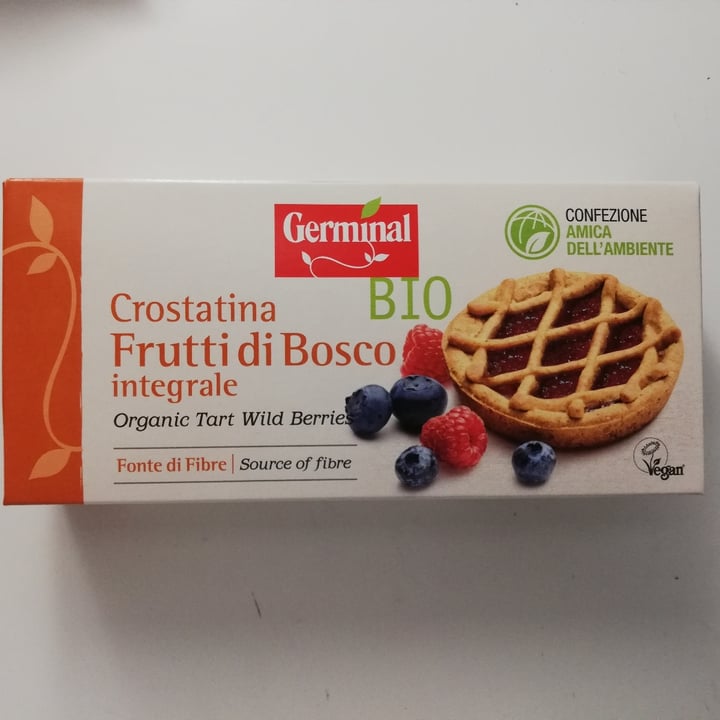 Germinal
BIO
CONFEZIONE
AMICA
DELL'AMBIENTE
Crostatina
Frutti di Bosco
integrale
Organic Tart Wild Berries
Fonte di Fibre | Source of fibre
Vegan